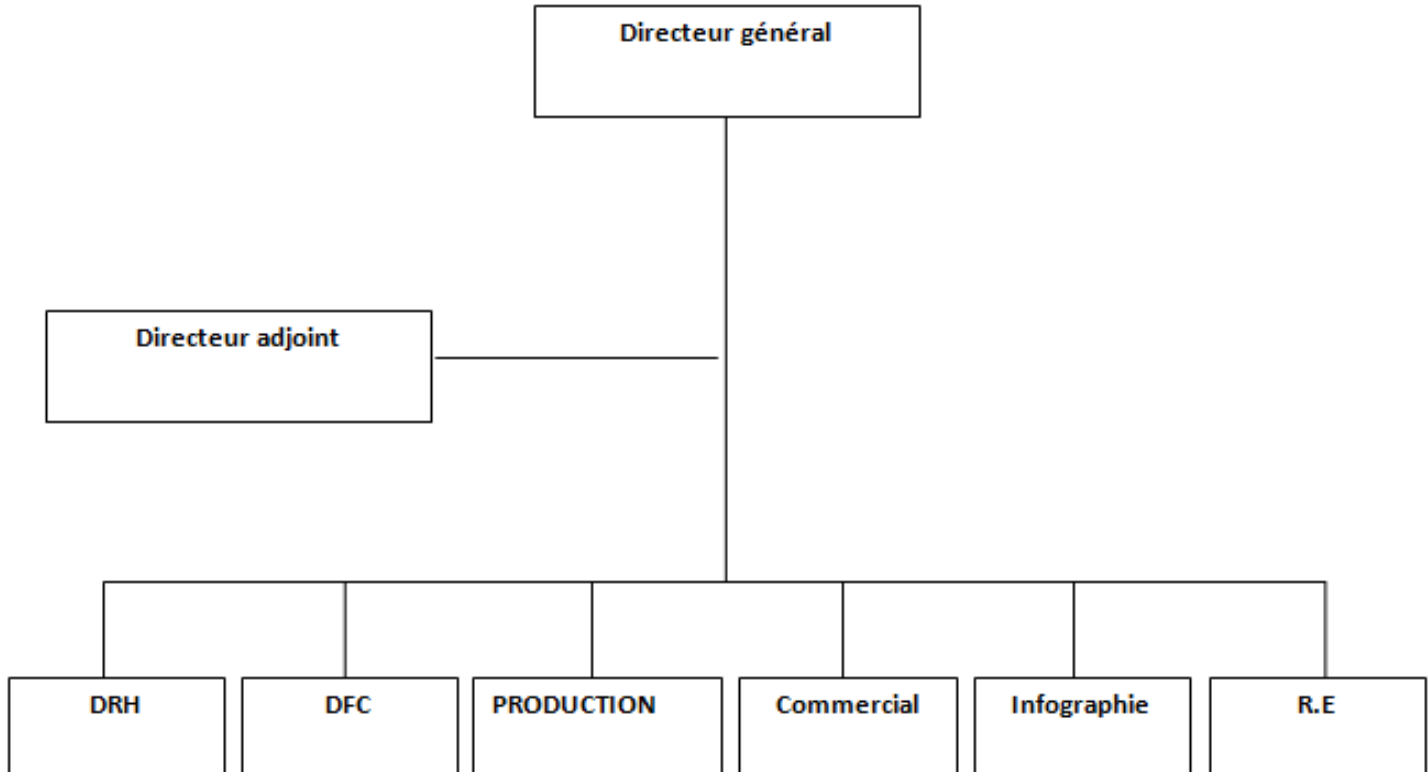 Directeur général
Directeur adjoint
DRH
DFC
PRODUCTION
Commercial
Infographie
R.E